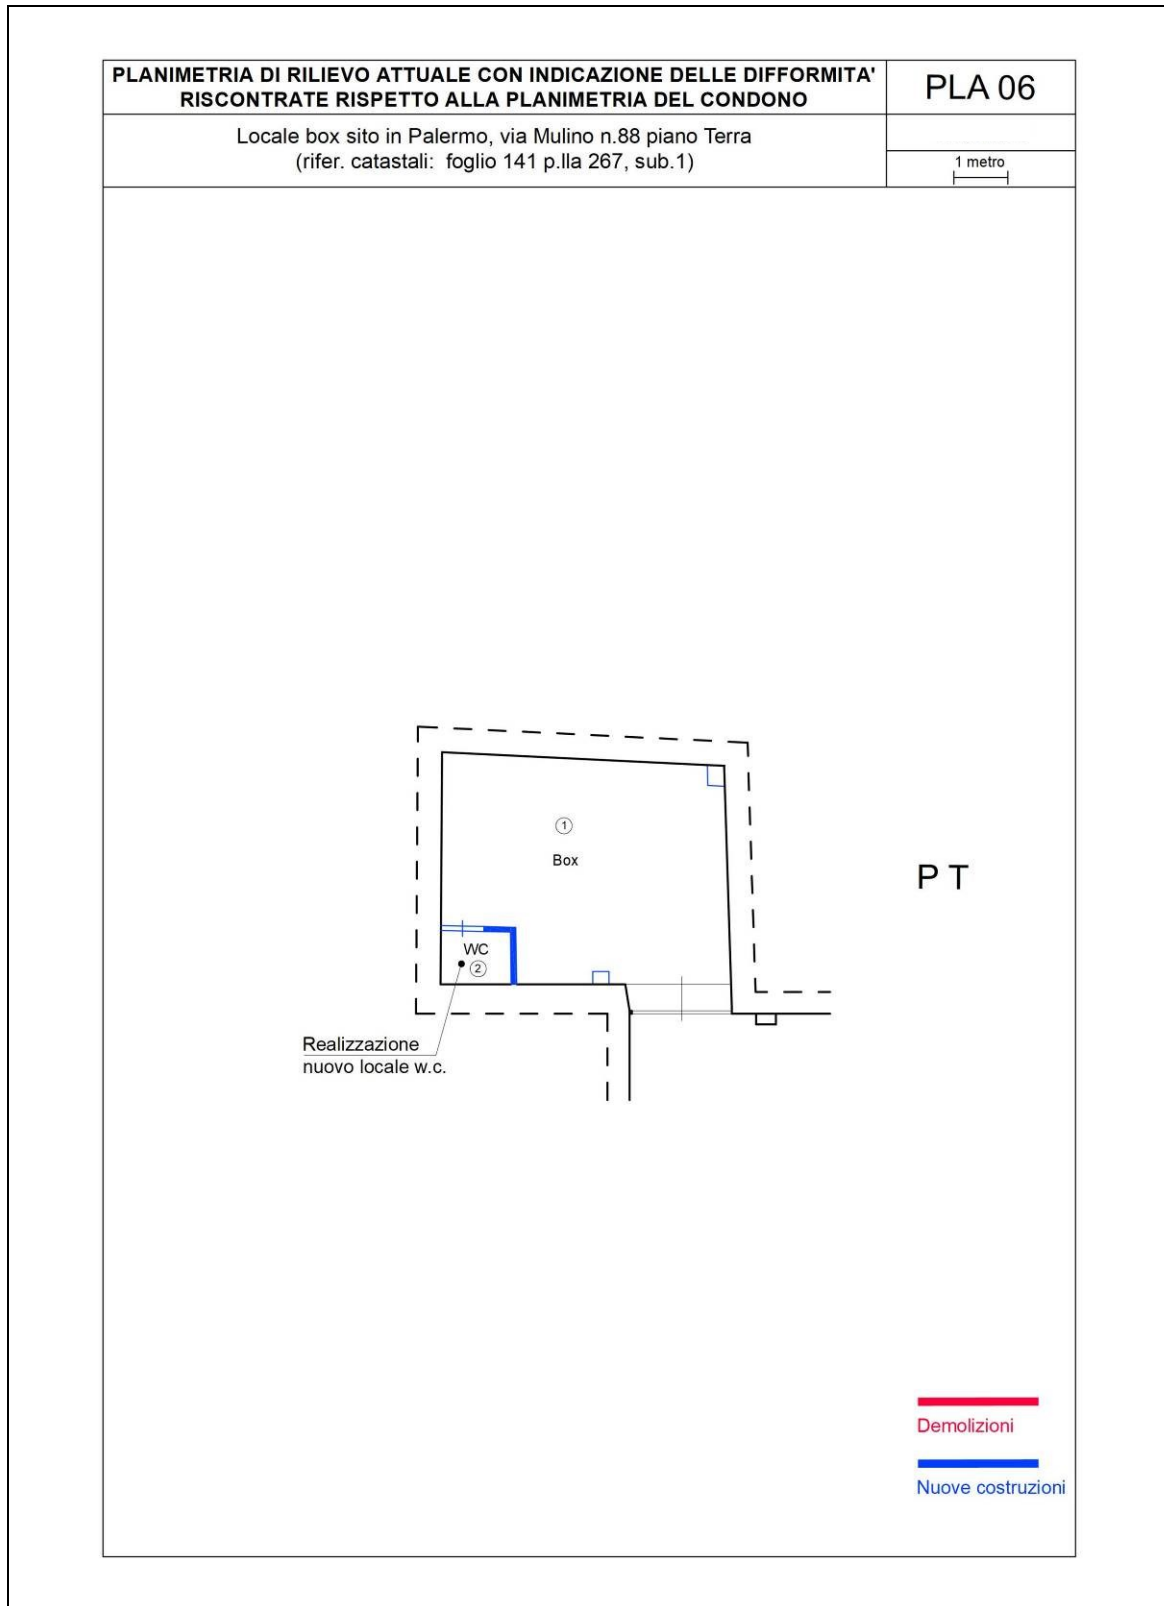 PLANIMETRIA DI RILIEVO ATTUALE CON INDICAZIONE DELLE DIFFORMITA'
RISCONTRATE RISPETTO ALLA PLANIMETRIA DEL CONDONO
PLA 06
Locale box sito in Palermo, via Mulino n.88 piano Terra
(rifer. catastali: foglio 141 p.lla 267, sub.1)
1 metro
1
Box
P T
WC
2
Realizzazione
nuovo locale w.c.
Demolizioni
Nuove costruzioni